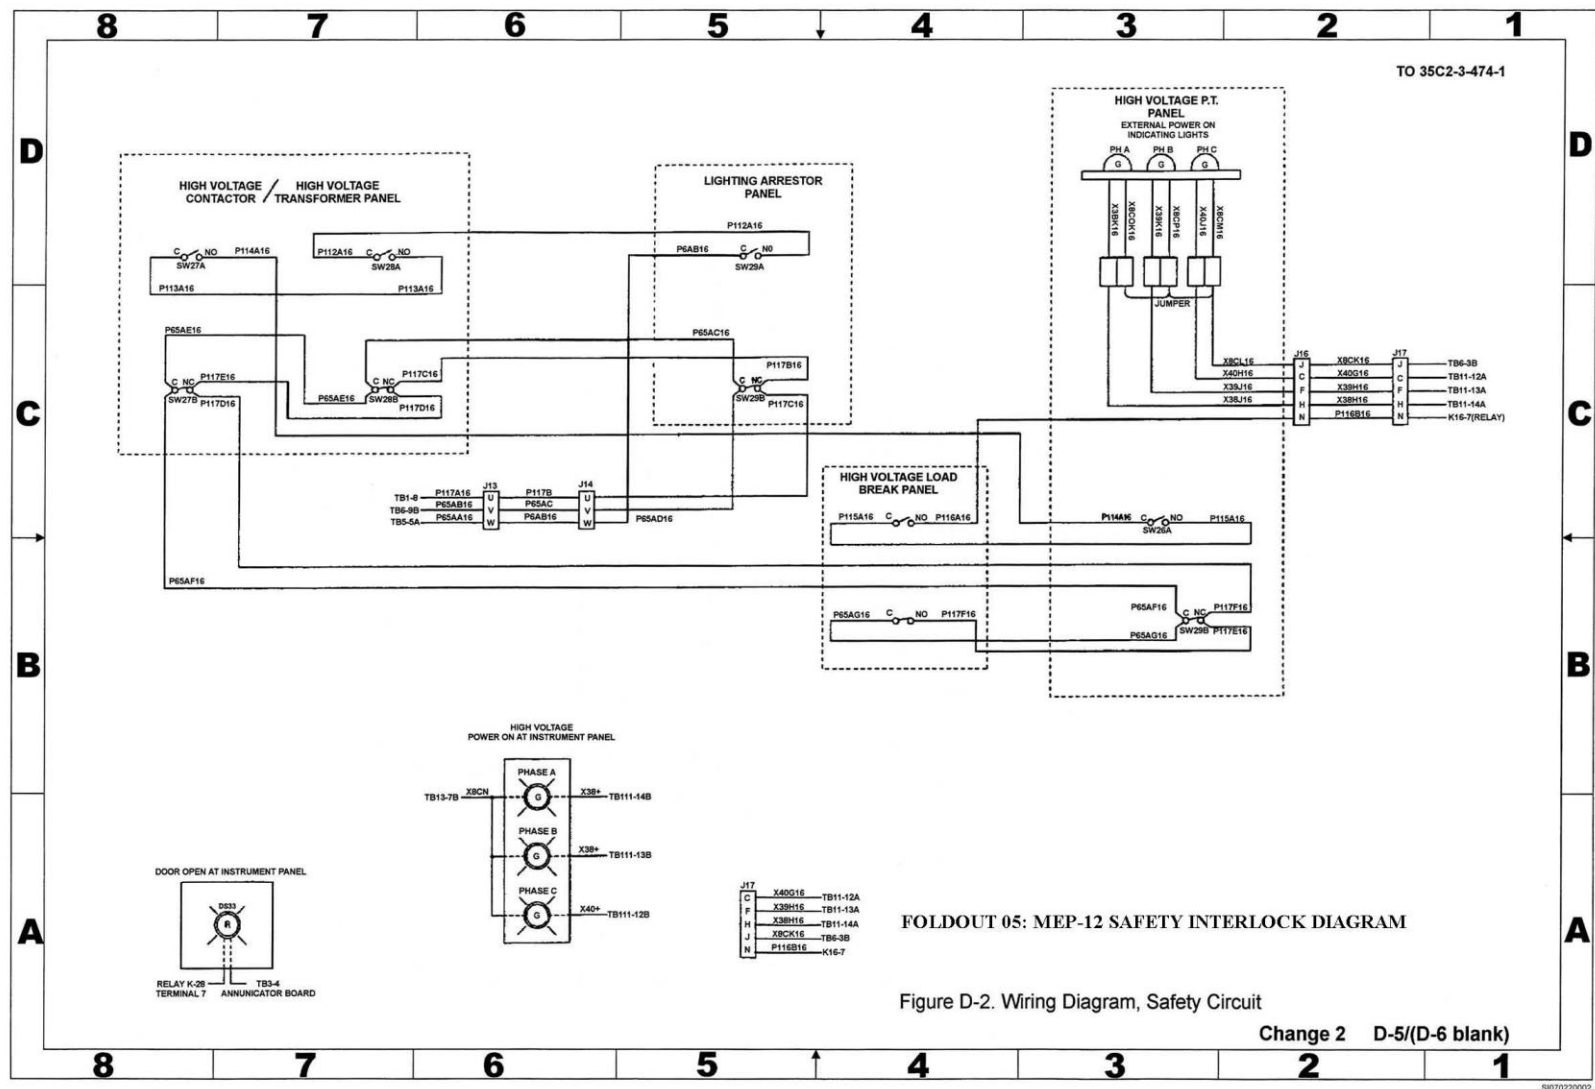 8 7 6 5 4 3 2 1
TO 35C2-3-474-1
D
D
HIGH VOLTAGE P.T.
PANEL
EXTERNAL POWER ON
INDICATING LIGHTS
PH A PH B PH C
G G G
X38K16 X8COK16 X39K16 X8CP16 X40J16 X8CM16
JUMPER
HIGH VOLTAGE / HIGH VOLTAGE
CONTACTOR / TRANSFORMER PANEL
C NO P114A16
SW27A
P112A16 C NO
SW28A
P113A16 P113A16
LIGHTING ARRESTOR
PANEL
P112A16
P6AB16 C NO
SW29A
C
C
P65AE16
C NC P117E16
SW27B P117D16
P65AE16
C NC P117C16
SW28B P117D16
P65AC16
P117B16
C NC
SW29B P117C16
J16 J17
X8CL16 J X8CK16 J TB6-3B
X40H16 C X40G16 C TB11-12A
X39J16 F X39H16 F TB11-13A
X38J16 H X38H16 H TB11-14A
N P116B16 N K16-7(RELAY)
J13 J14
TB1-8 P117A16 U P117B U
TB6-9B P65AB16 V P65AC V
TB5-5A P65AA16 W P6AB16 W P65AD16
HIGH VOLTAGE LOAD
BREAK PANEL
P115A16 C NO P116A16
P114A16 C NO P115A16
SW26A
P65AF16
P65AG16 C NO P117F16
P65AF16 C NC P117F16
P65AG16 SW29B P117E16
B
B
HIGH VOLTAGE
POWER ON AT INSTRUMENT PANEL
PHASE A
TB13-7B X8CN G X38+ TB111-14B
PHASE B
G X38+ TB111-13B
PHASE C
G X40+ TB111-12B
DOOR OPEN AT INSTRUMENT PANEL
DS33
R
RELAY K-28 TB3-4
TERMINAL 7 ANNUNICATOR BOARD
J17
C X40G16 TB11-12A
F X39H16 TB11-13A
H X38H16 TB11-14A
J X8CK16 TB6-3B
N P116B16 K16-7
A
A
FOLDOUT 05: MEP-12 SAFETY INTERLOCK DIAGRAM
Figure D-2. Wiring Diagram, Safety Circuit
Change 2 D-5/(D-6 blank)
8 7 6 5 4 3 2 1
SI070220002